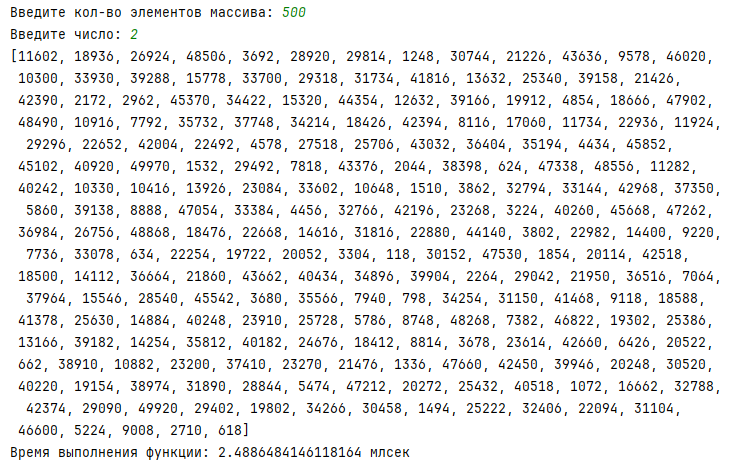 Введите кол-во элементов массива: 500
Введите число: 2
[11602, 18936, 26924, 48506, 3692, 28920, 29814, 1248, 30744, 21226, 43636, 9578, 46020,
10300, 33930, 39288, 15778, 33700, 29318, 31734, 41816, 13632, 25340, 39158, 21426,
42390, 2172, 2962, 45370, 34422, 15320, 44354, 12632, 39166, 19912, 4854, 18666, 47902,
48490, 10916, 7792, 35732, 37748, 34214, 18426, 42394, 8116, 17060, 11734, 22936, 11924,
29296, 22652, 42004, 22492, 4578, 27518, 25706, 43032, 36404, 35194, 4434, 45852,
45102, 40920, 49970, 1532, 29492, 7818, 43376, 2044, 38398, 624, 47338, 48556, 11282,
40242, 10330, 10416, 13926, 23084, 33602, 10648, 1510, 3862, 32794, 33144, 42968, 37350,
5860, 39138, 8888, 47054, 33384, 4456, 32766, 42196, 23268, 3224, 40260, 45668, 47262,
36984, 26756, 48868, 18476, 22668, 14616, 31816, 22880, 44140, 3802, 22982, 14400, 9220,
7736, 33078, 634, 22254, 19722, 20052, 3304, 118, 30152, 47530, 1854, 20114, 42518,
18500, 14112, 36664, 21860, 43662, 40434, 34896, 39904, 2264, 29042, 21950, 36516, 7064,
37964, 15546, 28540, 45542, 3680, 35566, 7940, 798, 34254, 31150, 41468, 9118, 18588,
41378, 25630, 14884, 40248, 23910, 25728, 5786, 8748, 48268, 7382, 46822, 19302, 25386,
13166, 39182, 14254, 35812, 40182, 24676, 18412, 8814, 3678, 23614, 42660, 6426, 20522,
662, 38910, 10882, 23200, 37410, 23270, 21476, 1336, 47660, 42450, 39946, 20248, 30520,
40220, 19154, 38974, 31890, 28844, 5474, 47212, 20272, 25432, 40518, 1072, 16662, 32788,
42374, 29090, 49920, 29402, 19802, 34266, 30458, 1494, 25222, 32406, 22094, 31104,
46600, 5224, 9008, 2710, 618]
Время выполнения функции: 2.4886484146118164 млсек